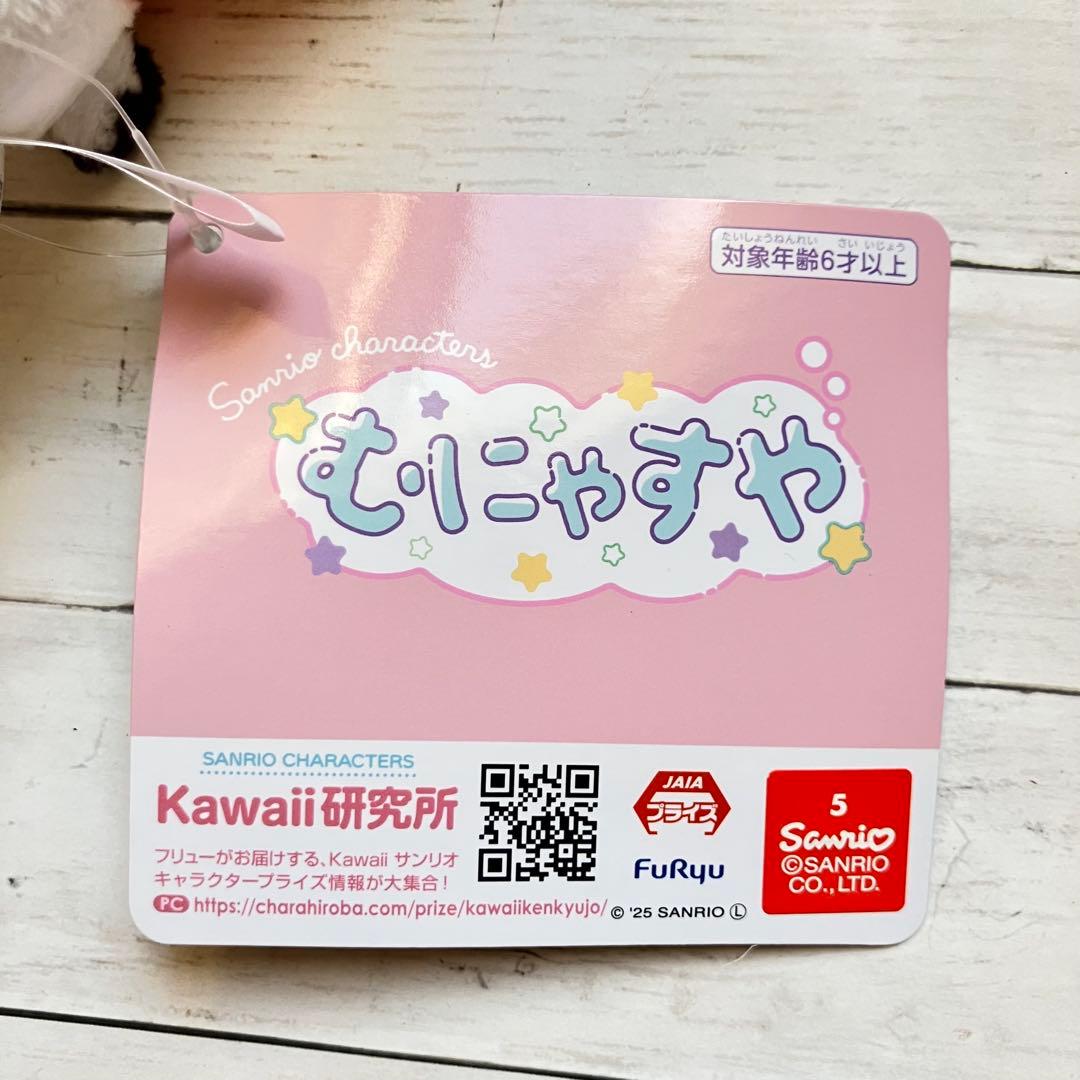 たいしょうねんれい さい いじょう
対象年齢6才以上
Sanrio characters
むにゃすや
SANRIO CHARACTERS
Kawaii研究所
フリューがお届けする、Kawaii サンリオ
キャラクタープライズ情報が大集合！
PC https://charahiroba.com/prize/kawaiikenkyujo/
JAIA
プライズ
FuRyu
© '25 SANRIO Ⓛ
5
Sanrio
©SANRIO
CO., LTD.